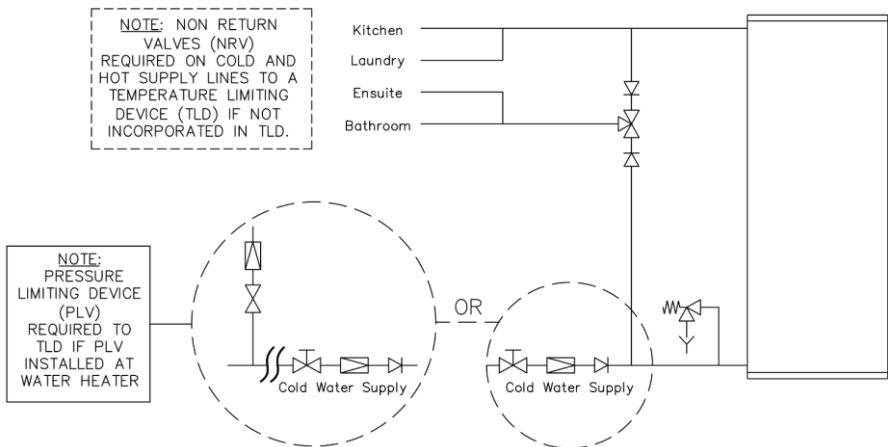 NOTE: NON RETURN
VALVES (NRV)
REQUIRED ON COLD AND
HOT SUPPLY LINES TO A
TEMPERATURE LIMITING
DEVICE (TLD) IF NOT
INCORPORATED IN TLD.
Kitchen
Laundry
Ensuite
Bathroom
NOTE:
PRESSURE
LIMITING DEVICE
(PLV)
REQUIRED TO
TLD IF PLV
INSTALLED AT
WATER HEATER
OR
Cold Water Supply
Cold Water Supply